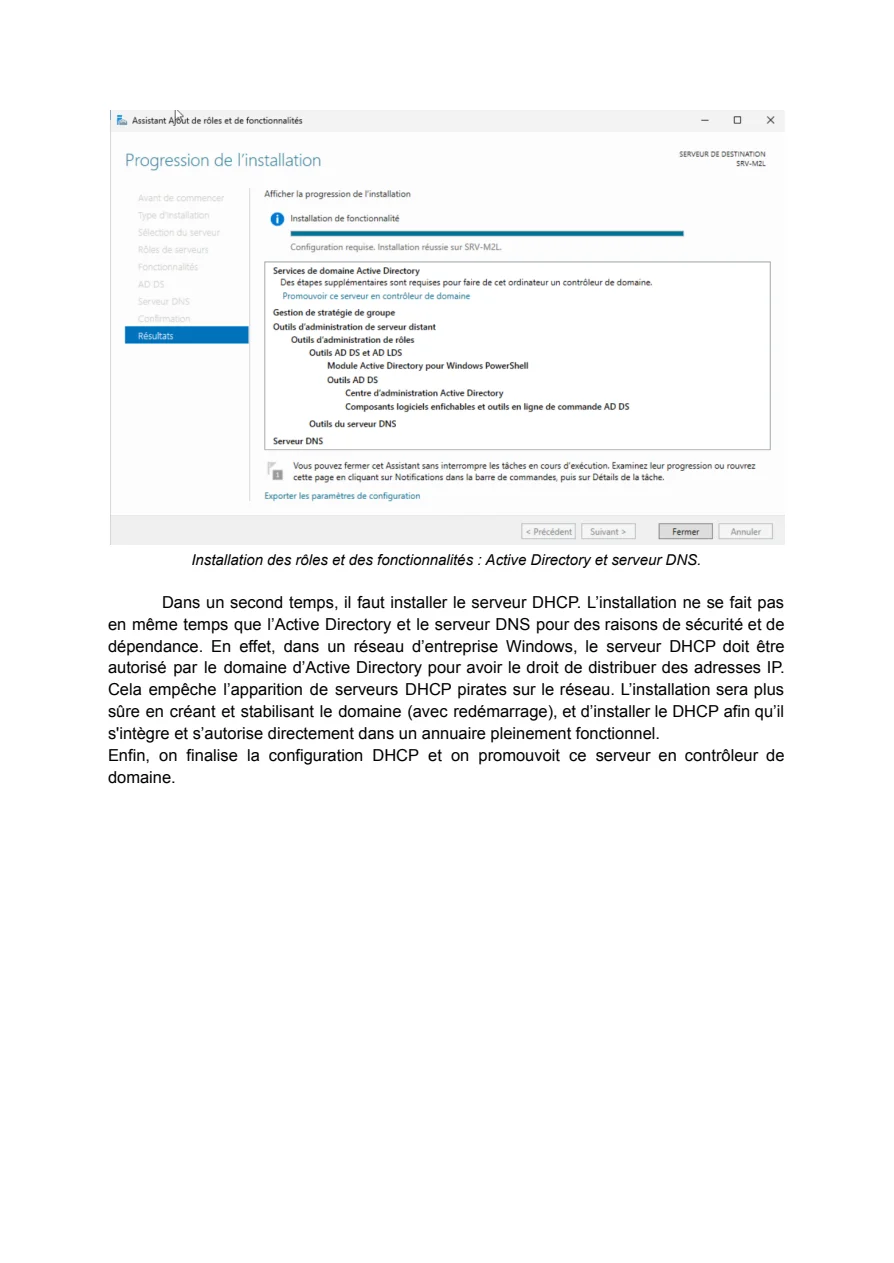 Assistant Ajout de rôles et de fonctionnalités
Progression de l'installation
SERVEUR DE DESTINATION
SRV-M2L
Avant de commencer
Type d'installation
Sélection du serveur
Rôles de serveurs
Fonctionnalités
AD DS
Serveur DNS
Confirmation
Résultats
Afficher la progression de l'installation
Installation de fonctionnalité
Configuration requise. Installation réussie sur SRV-M2L.
Services de domaine Active Directory
Des étapes supplémentaires sont requises pour faire de cet ordinateur un contrôleur de domaine.
Promouvoir ce serveur en contrôleur de domaine
Gestion de stratégie de groupe
Outils d'administration de serveur distant
Outils d'administration de rôles
Outils AD DS et AD LDS
Module Active Directory pour Windows PowerShell
Outils AD DS
Centre d'administration Active Directory
Composants logiciels enfichables et outils en ligne de commande AD DS
Outils du serveur DNS
Serveur DNS
Vous pouvez fermer cet Assistant sans interrompre les tâches en cours d'exécution. Examinez leur progression ou rouvrez
cette page en cliquant sur Notifications dans la barre de commandes, puis sur Détails de la tâche.
Exporter les paramètres de configuration
< Précédent Suivant > Fermer Annuler
Installation des rôles et des fonctionnalités : Active Directory et serveur DNS.
Dans un second temps, il faut installer le serveur DHCP. L’installation ne se fait pas
en même temps que l’Active Directory et le serveur DNS pour des raisons de sécurité et de
dépendance. En effet, dans un réseau d’entreprise Windows, le serveur DHCP doit être
autorisé par le domaine d’Active Directory pour avoir le droit de distribuer des adresses IP.
Cela empêche l’apparition de serveurs DHCP pirates sur le réseau. L’installation sera plus
sûre en créant et stabilisant le domaine (avec redémarrage), et d’installer le DHCP afin qu’il
s'intègre et s’autorise directement dans un annuaire pleinement fonctionnel.
Enfin, on finalise la configuration DHCP et on promouvoit ce serveur en contrôleur de
domaine.